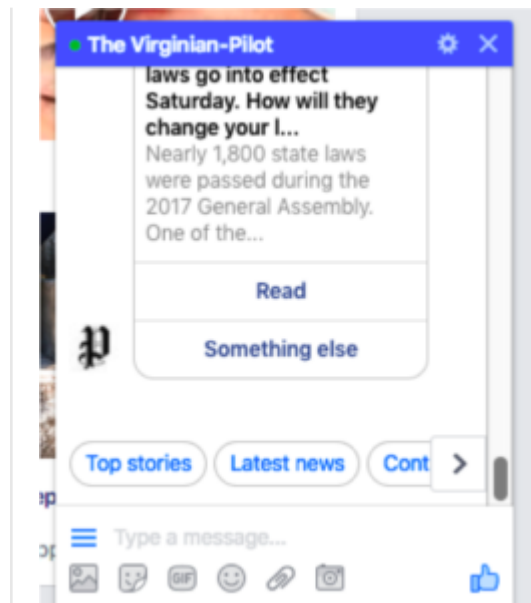 The Virginian-Pilot
laws go into effect
Saturday. How will they
change your l...
Nearly 1,800 state laws
were passed during the
2017 General Assembly.
One of the...
Read
Something else
Top stories Latest news Cont
Type a message...
GIF